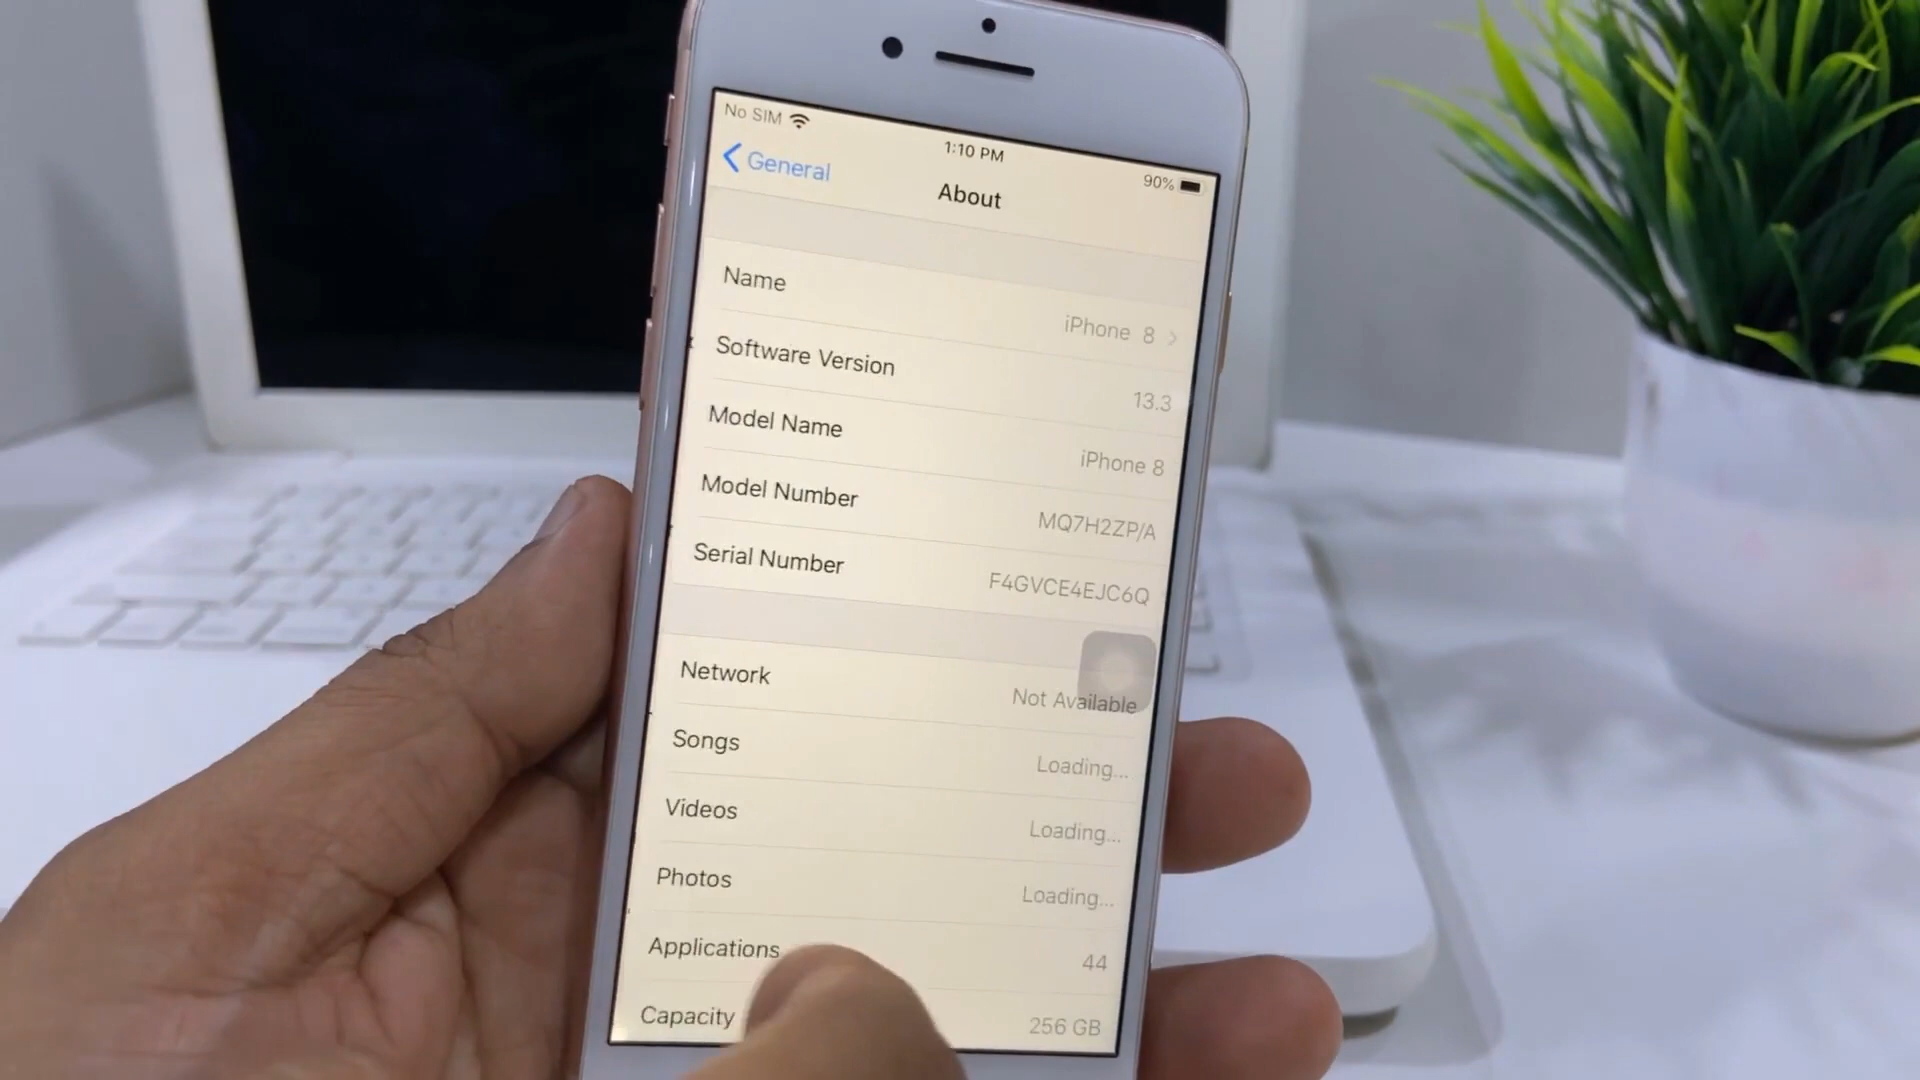 No SIM
1:10 PM
90%
General
About
Name
iPhone 8
Software Version
13.3
Model Name
iPhone 8
Model Number
MQ7H2ZP/A
Serial Number
F4GVCE4EJC6Q
Network
Not Available
Songs
Loading...
Videos
Loading...
Photos
Loading...
Applications
44
Capacity
256 GB